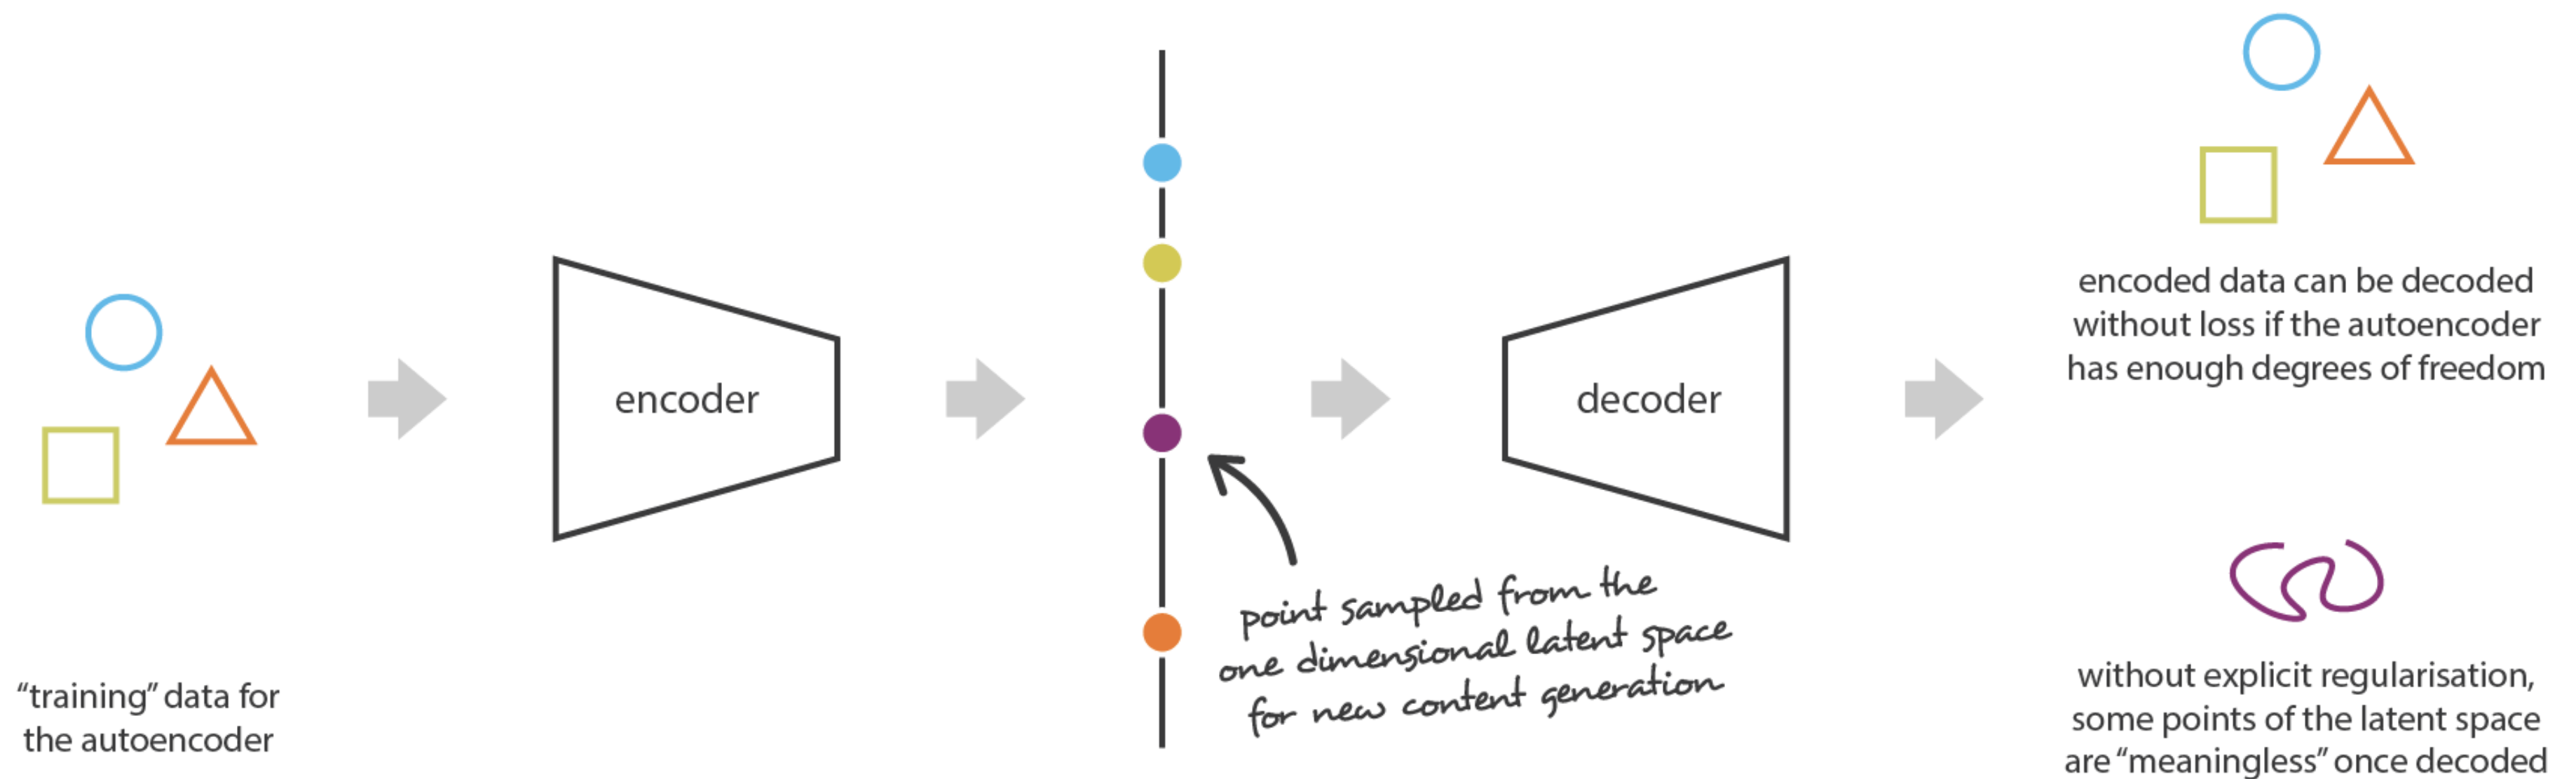 "training" data for
the autoencoder
encoder
point sampled from the
one dimensional latent space
for new content generation
decoder
encoded data can be decoded
without loss if the autoencoder
has enough degrees of freedom
without explicit regularisation,
some points of the latent space
are "meaningless" once decoded